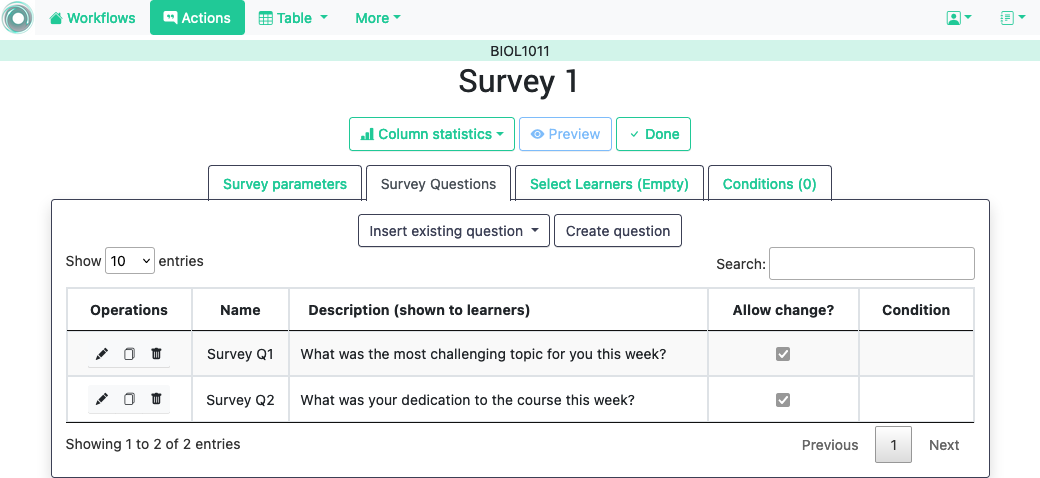 Workflows Actions Table More
BIOL1011
Survey 1
Column statistics Preview Done
Survey parameters Survey Questions Select Learners (Empty) Conditions (0)
Insert existing question Create question
Show 10 entries Search:
Operations Name Description (shown to learners) Allow change? Condition
Survey Q1 What was the most challenging topic for you this week?
Survey Q2 What was your dedication to the course this week?
Showing 1 to 2 of 2 entries Previous 1 Next